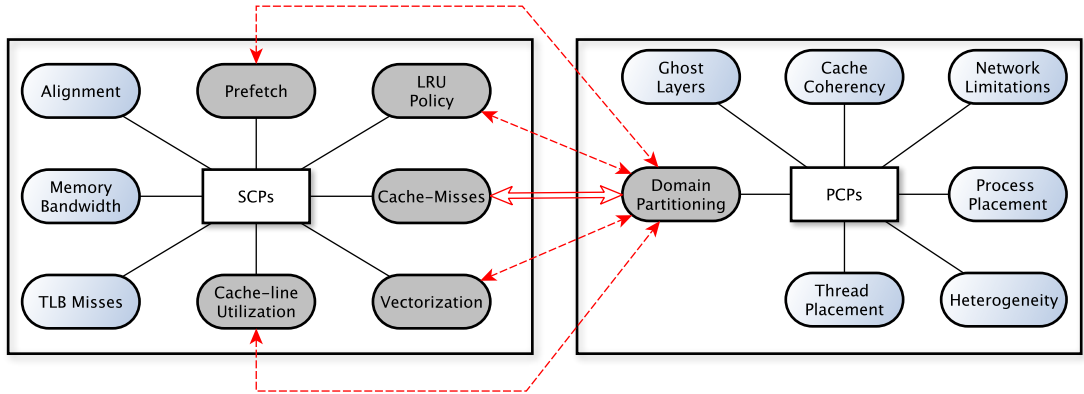 Alignment
Prefetch
LRU
Policy
Memory
Bandwidth
SCPs
Cache-Misses
TLB Misses
Cache-line
Utilization
Vectorization
Ghost
Layers
Cache
Coherency
Network
Limitations
Domain
Partitioning
PCPs
Process
Placement
Thread
Placement
Heterogeneity